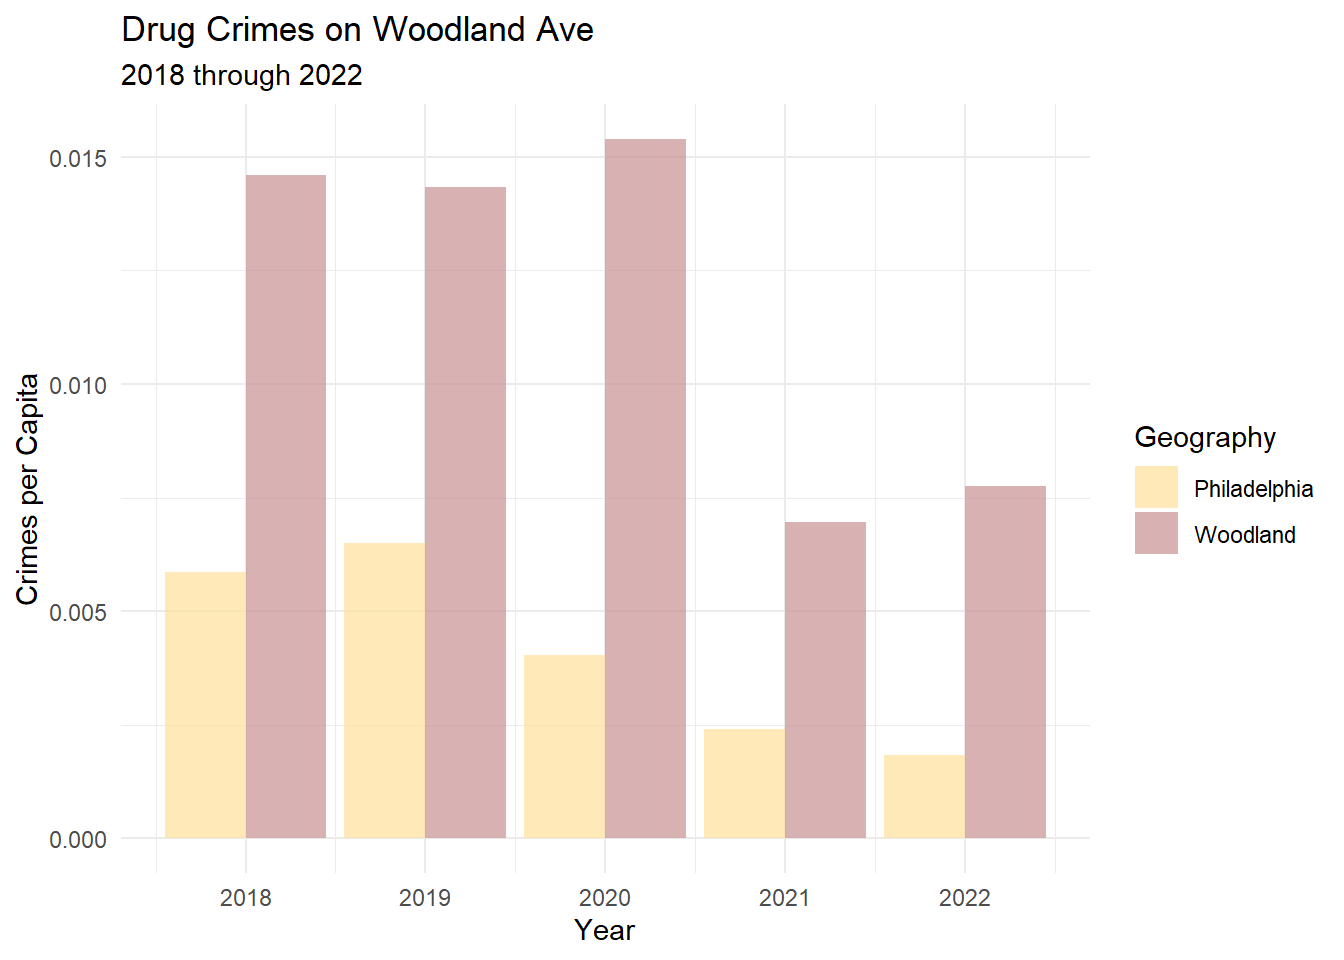 Drug Crimes on Woodland Ave
2018 through 2022
Crimes per Capita
0.015
0.010
0.005
0.000
2018 2019 2020 2021 2022
Year
Geography
Philadelphia
Woodland